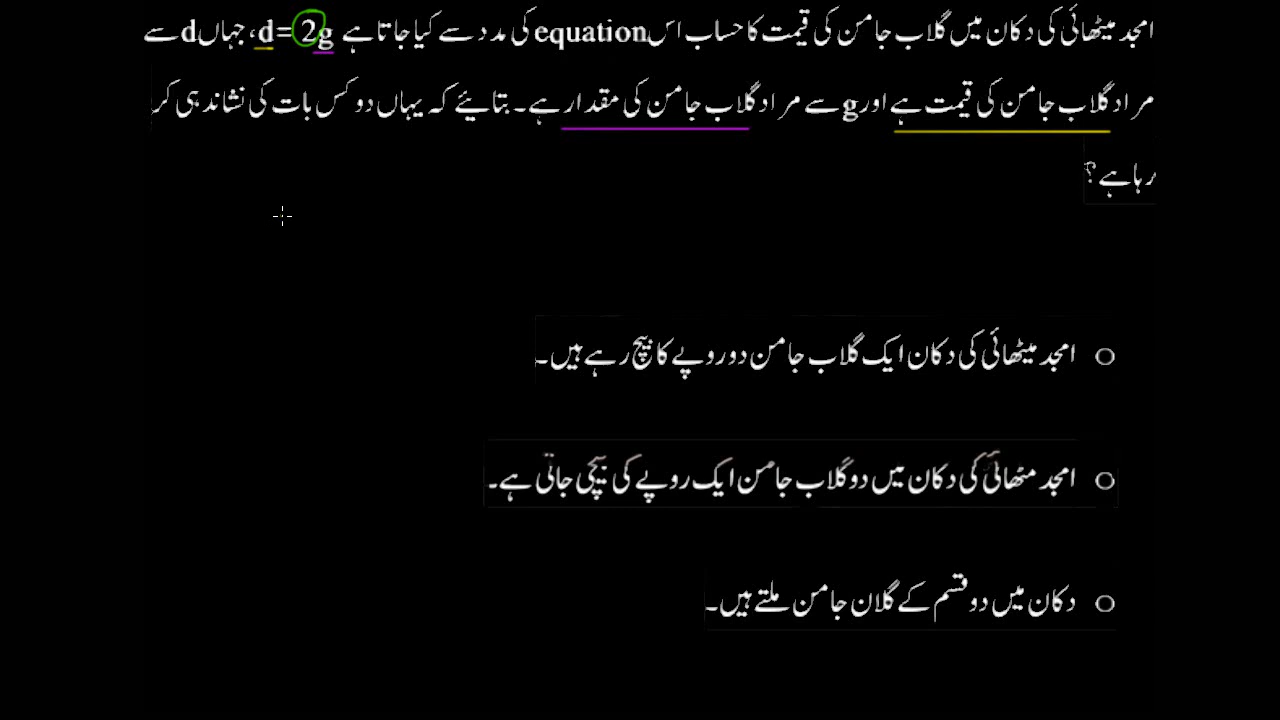 امجد میٹھائی کی دکان میں گلاب جامن کی قیمت کا حساب اس equation کی مدد سے کیا جاتا ہے d = 2g، جہاں d سے
مراد گلاب جامن کی قیمت ہے اور g سے مراد گلاب جامن کی مقدار ہے۔ بتائیے کہ یہاں دو کس بات کی نشاندہی کر
رہا ہے؟
امجد میٹھائی کی دکان ایک گلاب جامن دو روپے کا بیچ رہے ہیں۔
امجد مٹھائی کی دکان میں دو گلاب جامن ایک روپے کی بیچی جاتی ہے۔
دکان میں دو قسم کے گلان جامن ملتے ہیں۔